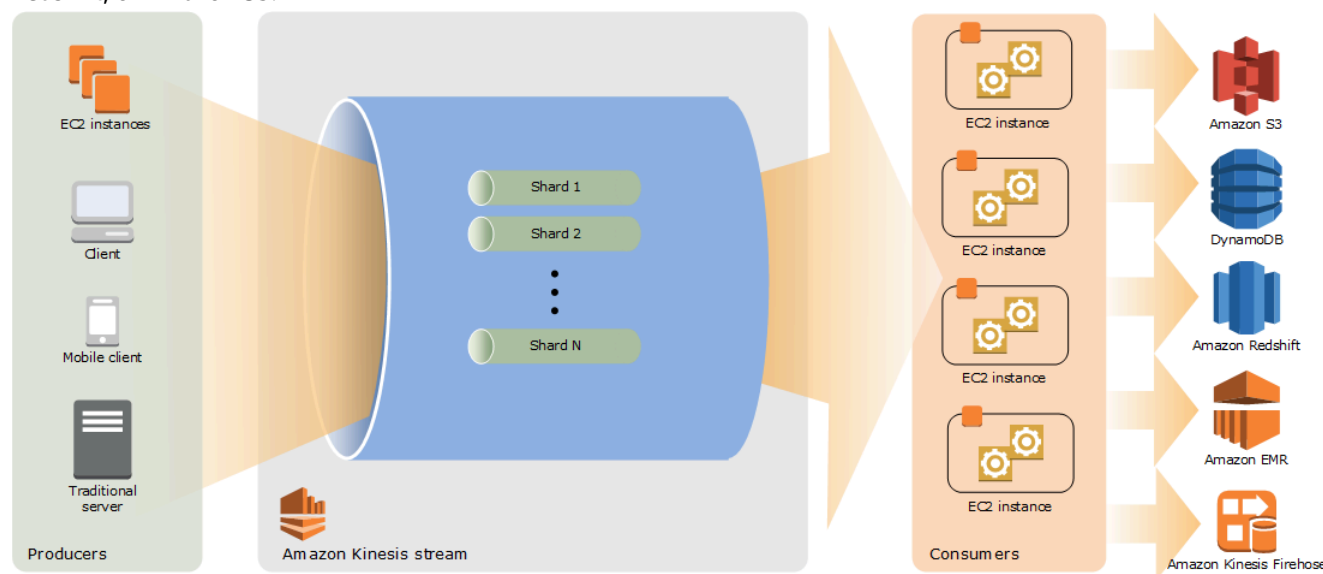 EC2 instances
Client
Mobile client
Traditional
server
Producers
Shard 1
Shard 2
Shard N
Amazon Kinesis stream
EC2 instance
EC2 instance
EC2 instance
EC2 instance
Consumers
Amazon S3
DynamoDB
Amazon Redshift
Amazon EMR
Amazon Kinesis Firehose